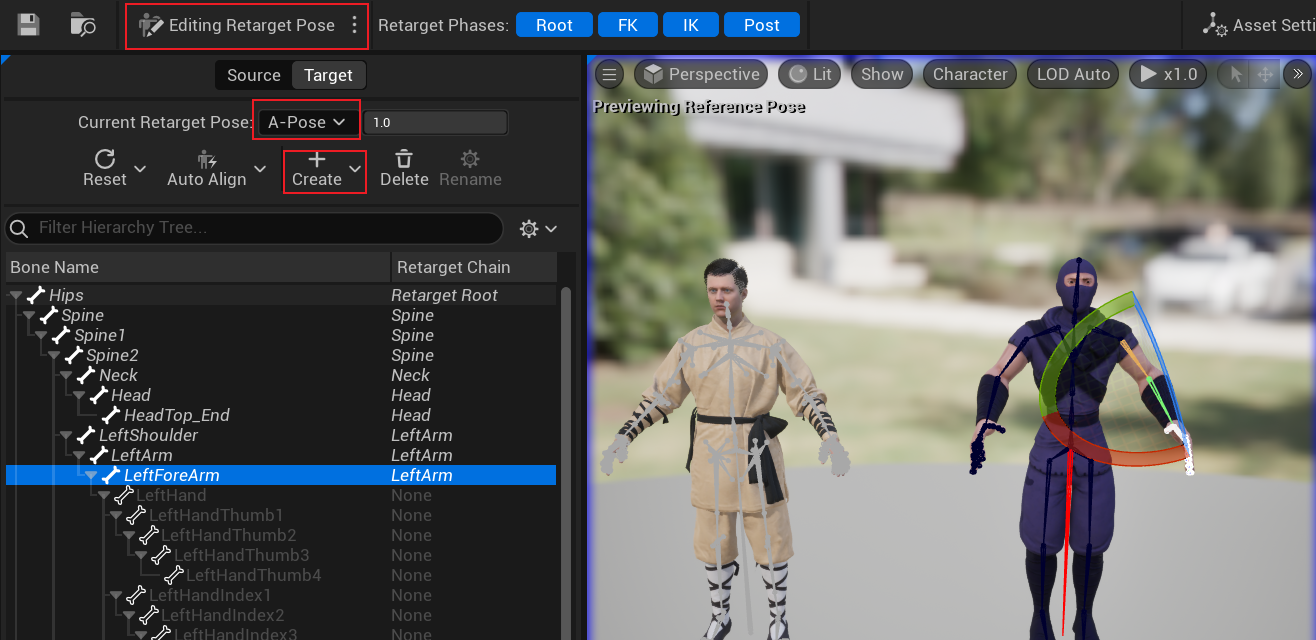 Editing Retarget Pose Retarget Phases: Root FK IK Post
Source Target
Current Retarget Pose: A-Pose 1.0
Reset Auto Align Create Delete Rename
Filter Hierarchy Tree...
Bone Name Retarget Chain
Hips Retarget Root
Spine Spine
Spine1 Spine
Spine2 Spine
Neck Neck
Head Head
HeadTop_End Head
LeftShoulder LeftArm
LeftArm LeftArm
LeftForeArm LeftArm
LeftHand None
LeftHandThumb1 None
LeftHandThumb2 None
LeftHandThumb3 None
LeftHandThumb4 None
LeftHandIndex1 None
LeftHandIndex2 None
LeftHandIndex3 None
Asset Setti
Perspective Lit Show Character LOD Auto x1.0
Previewing Reference Pose